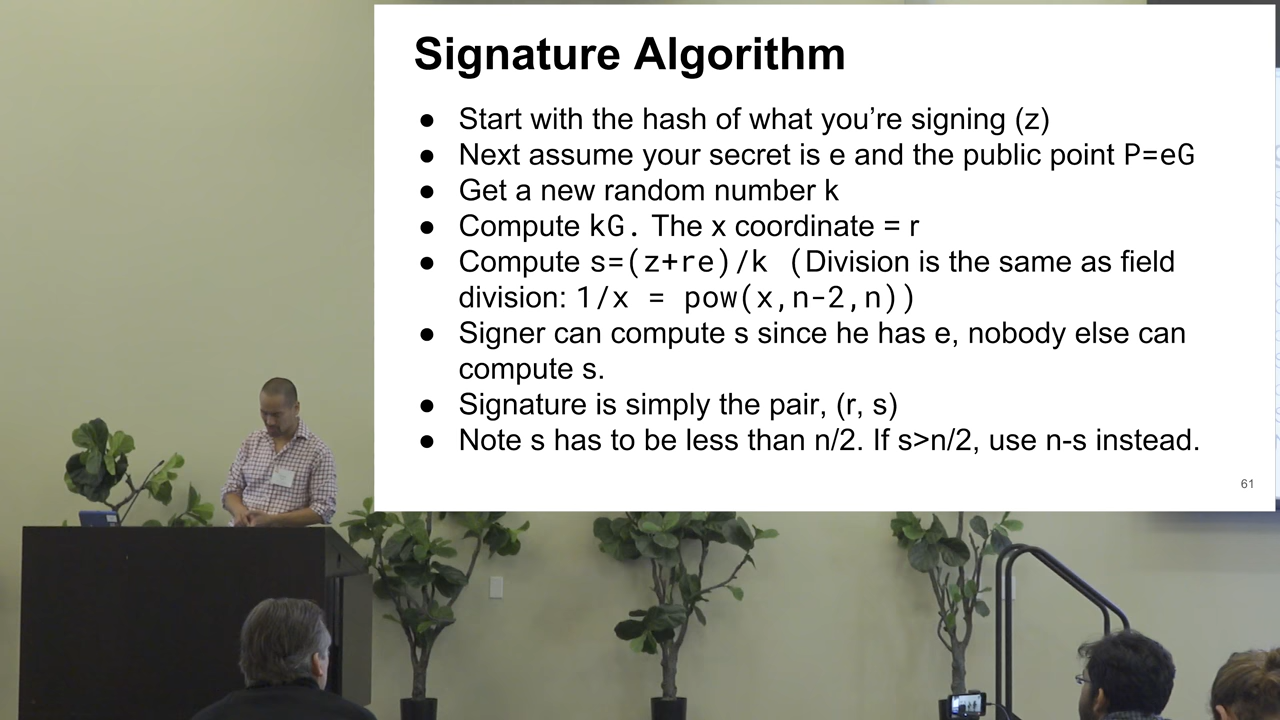 Signature Algorithm
● Start with the hash of what you’re signing (z)
● Next assume your secret is e and the public point P=eG
● Get a new random number k
● Compute kG. The x coordinate = r
● Compute s=(z+re)/k (Division is the same as field
division: 1/x = pow(x,n-2,n))
● Signer can compute s since he has e, nobody else can
compute s.
● Signature is simply the pair, (r, s)
● Note s has to be less than n/2. If s>n/2, use n-s instead.
61